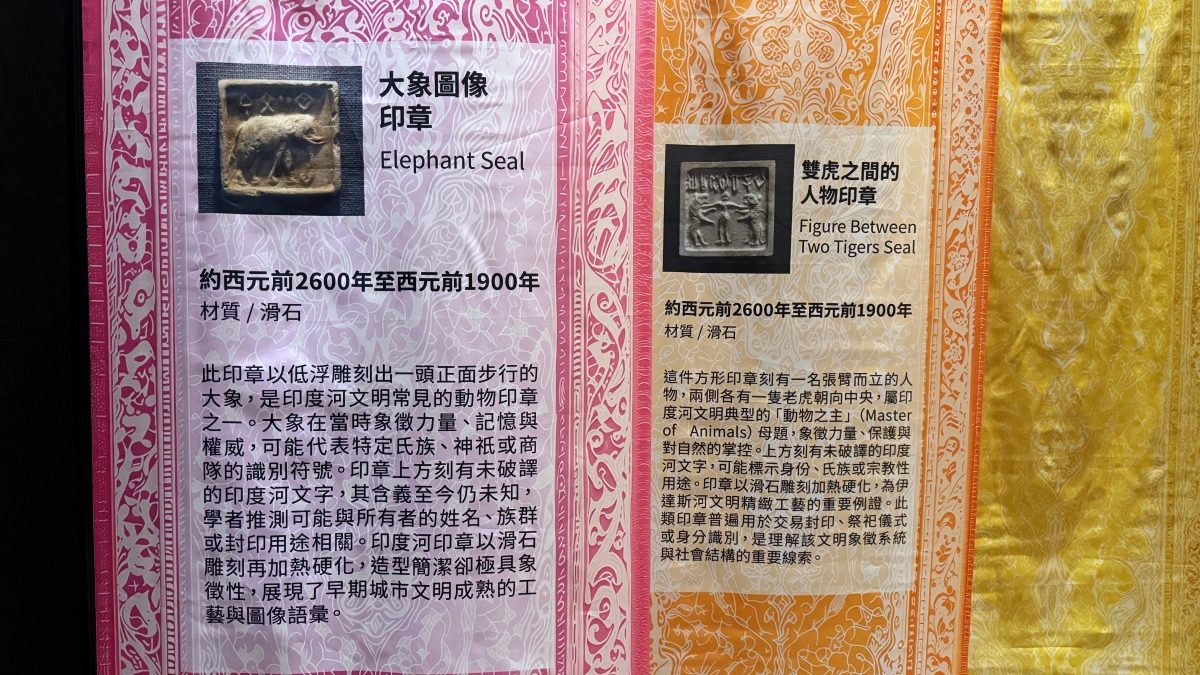 大象圖像
印章
Elephant Seal
約西元前2600年至西元前1900年
材質 / 滑石
此印章以低浮雕刻出一頭正面步行的
大象，是印度河文明常見的動物印章
之一。大象在當時象徵力量、記憶與
權威，可能代表特定氏族、神祇或商
隊的識別符號。印章上方刻有未破譯
的印度河文字，其含義至今仍未知，
學者推測可能與所有者的姓名、族群
或封印用途相關。印度河印章以滑石
雕刻再加熱硬化，造型簡潔卻極具象
徵性，展現了早期城市文明成熟的工
藝與圖像語彙。
雙虎之間的
人物印章
Figure Between
Two Tigers Seal
約西元前2600年至西元前1900年
材質 / 滑石
這件方形印章刻有一名張臂而立的人
物，兩側各有一隻老虎朝向中央，屬印
度河文明典型的「動物之主」（Master
of Animals）母題，象徵力量、保護與
對自然的掌控。上方刻有未破譯的印度
河文字，可能標示身份、氏族或宗教性
用途。印章以滑石雕刻加熱硬化，為伊
達斯河文明精緻工藝的重要例證。此
類印章普遍用於交易封印、祭祀儀式
或身分識別，是理解該文明象徵系統
與社會結構的重要線索。